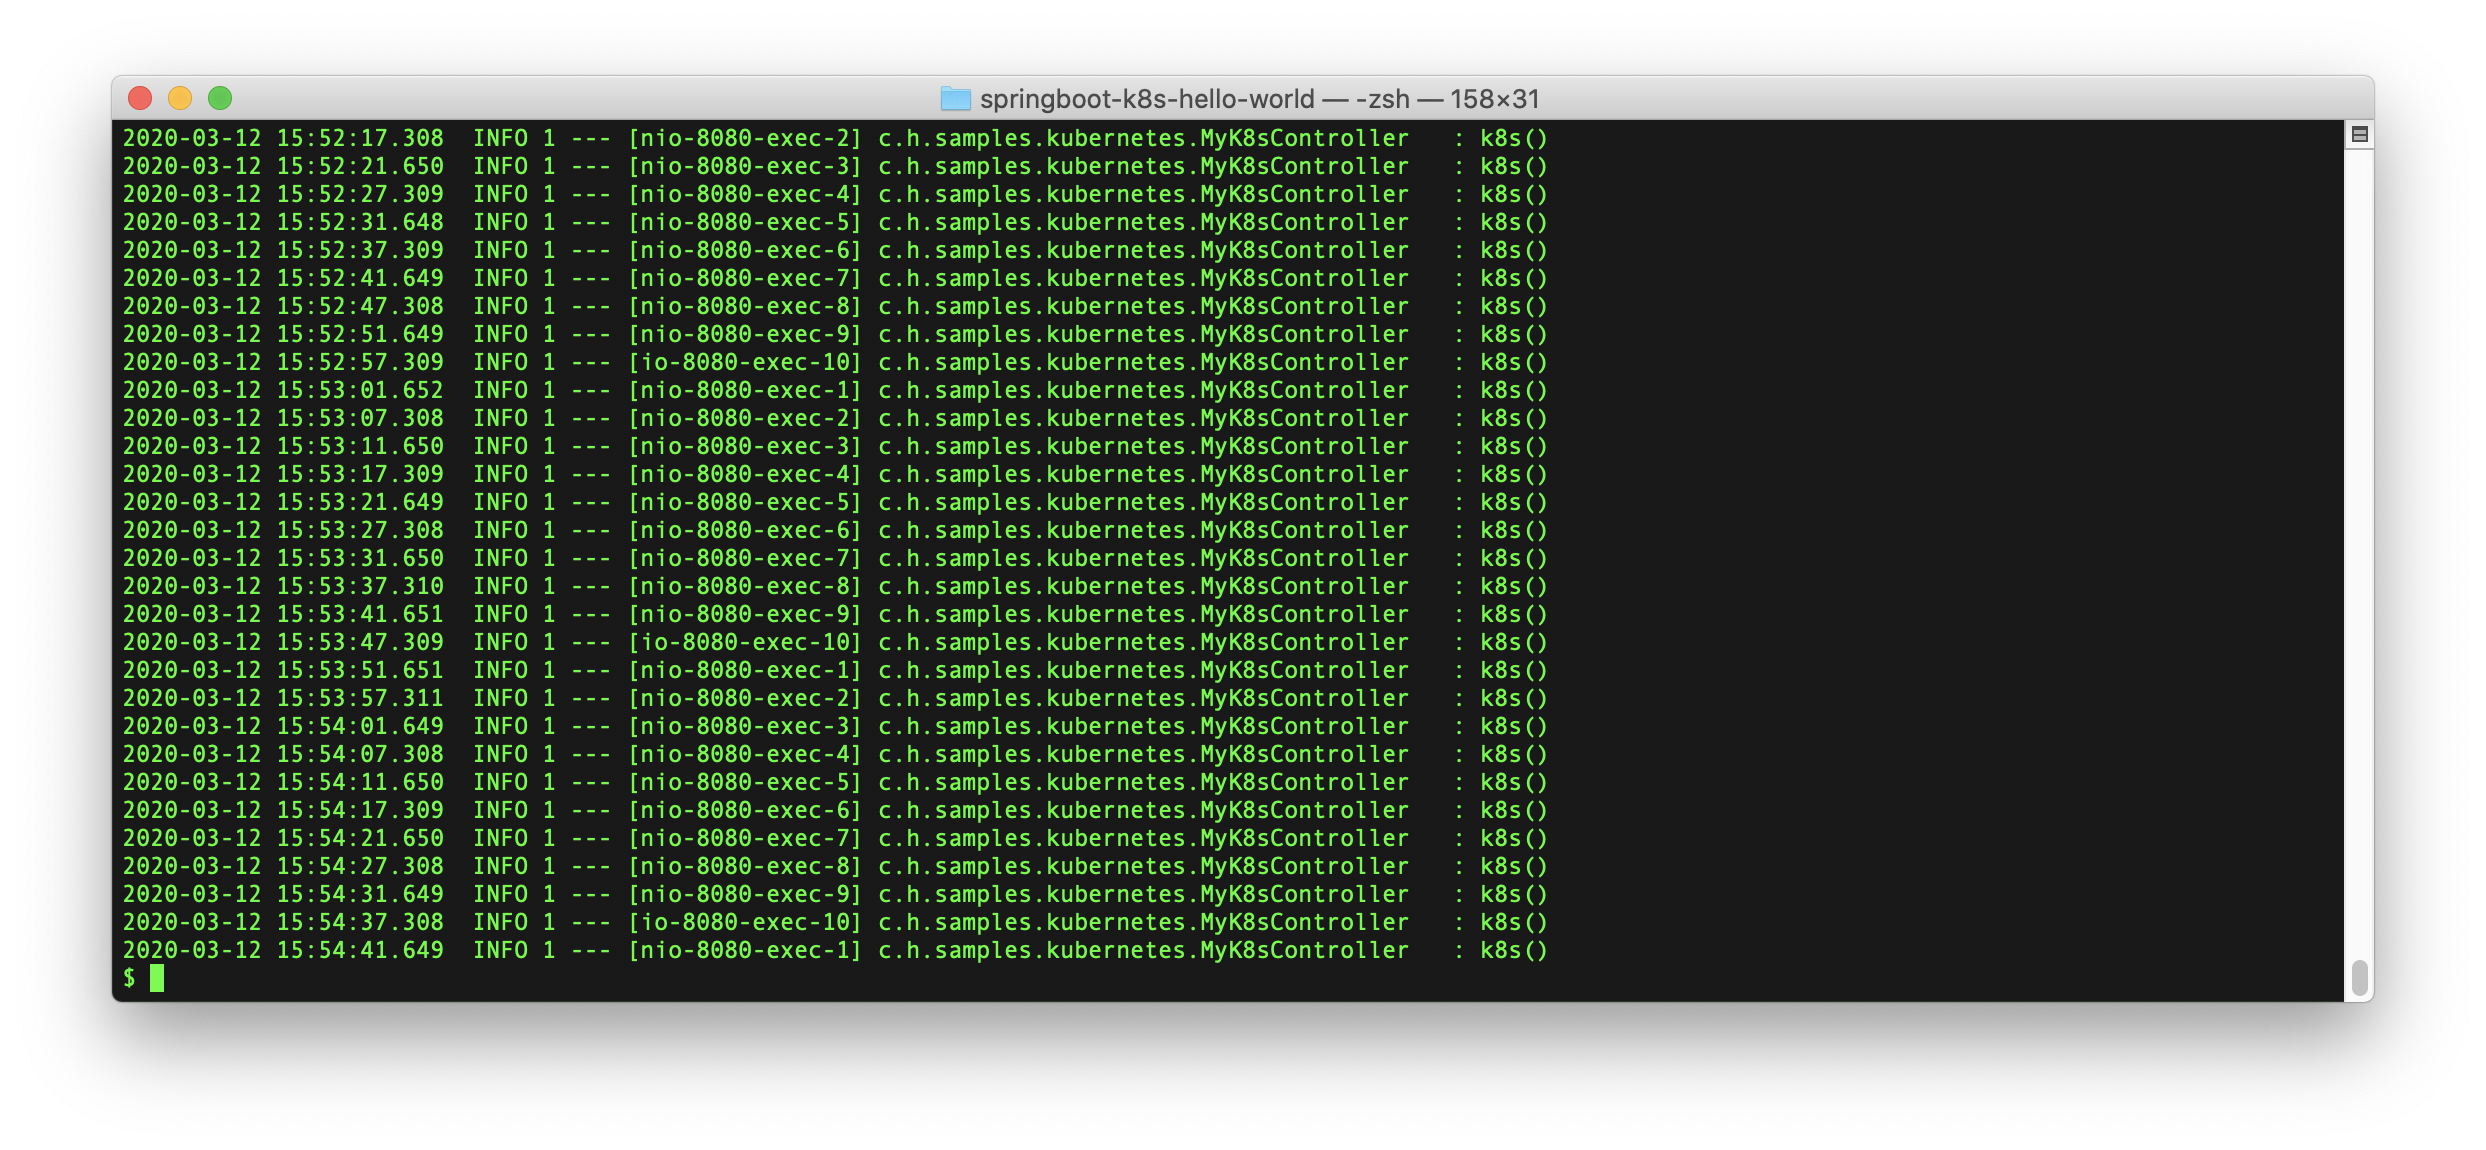 springboot-k8s-hello-world — -zsh — 158×31
2020-03-12 15:52:17.308  INFO 1 --- [nio-8080-exec-2] c.h.samples.kubernetes.MyK8sController   : k8s()
2020-03-12 15:52:21.650  INFO 1 --- [nio-8080-exec-3] c.h.samples.kubernetes.MyK8sController   : k8s()
2020-03-12 15:52:27.309  INFO 1 --- [nio-8080-exec-4] c.h.samples.kubernetes.MyK8sController   : k8s()
2020-03-12 15:52:31.648  INFO 1 --- [nio-8080-exec-5] c.h.samples.kubernetes.MyK8sController   : k8s()
2020-03-12 15:52:37.309  INFO 1 --- [nio-8080-exec-6] c.h.samples.kubernetes.MyK8sController   : k8s()
2020-03-12 15:52:41.649  INFO 1 --- [nio-8080-exec-7] c.h.samples.kubernetes.MyK8sController   : k8s()
2020-03-12 15:52:47.308  INFO 1 --- [nio-8080-exec-8] c.h.samples.kubernetes.MyK8sController   : k8s()
2020-03-12 15:52:51.649  INFO 1 --- [nio-8080-exec-9] c.h.samples.kubernetes.MyK8sController   : k8s()
2020-03-12 15:52:57.309  INFO 1 --- [io-8080-exec-10] c.h.samples.kubernetes.MyK8sController   : k8s()
2020-03-12 15:53:01.652  INFO 1 --- [nio-8080-exec-1] c.h.samples.kubernetes.MyK8sController   : k8s()
2020-03-12 15:53:07.308  INFO 1 --- [nio-8080-exec-2] c.h.samples.kubernetes.MyK8sController   : k8s()
2020-03-12 15:53:11.650  INFO 1 --- [nio-8080-exec-3] c.h.samples.kubernetes.MyK8sController   : k8s()
2020-03-12 15:53:17.309  INFO 1 --- [nio-8080-exec-4] c.h.samples.kubernetes.MyK8sController   : k8s()
2020-03-12 15:53:21.649  INFO 1 --- [nio-8080-exec-5] c.h.samples.kubernetes.MyK8sController   : k8s()
2020-03-12 15:53:27.308  INFO 1 --- [nio-8080-exec-6] c.h.samples.kubernetes.MyK8sController   : k8s()
2020-03-12 15:53:31.650  INFO 1 --- [nio-8080-exec-7] c.h.samples.kubernetes.MyK8sController   : k8s()
2020-03-12 15:53:37.310  INFO 1 --- [nio-8080-exec-8] c.h.samples.kubernetes.MyK8sController   : k8s()
2020-03-12 15:53:41.651  INFO 1 --- [nio-8080-exec-9] c.h.samples.kubernetes.MyK8sController   : k8s()
2020-03-12 15:53:47.309  INFO 1 --- [io-8080-exec-10] c.h.samples.kubernetes.MyK8sController   : k8s()
2020-03-12 15:53:51.651  INFO 1 --- [nio-8080-exec-1] c.h.samples.kubernetes.MyK8sController   : k8s()
2020-03-12 15:53:57.311  INFO 1 --- [nio-8080-exec-2] c.h.samples.kubernetes.MyK8sController   : k8s()
2020-03-12 15:54:01.649  INFO 1 --- [nio-8080-exec-3] c.h.samples.kubernetes.MyK8sController   : k8s()
2020-03-12 15:54:07.308  INFO 1 --- [nio-8080-exec-4] c.h.samples.kubernetes.MyK8sController   : k8s()
2020-03-12 15:54:11.650  INFO 1 --- [nio-8080-exec-5] c.h.samples.kubernetes.MyK8sController   : k8s()
2020-03-12 15:54:17.309  INFO 1 --- [nio-8080-exec-6] c.h.samples.kubernetes.MyK8sController   : k8s()
2020-03-12 15:54:21.650  INFO 1 --- [nio-8080-exec-7] c.h.samples.kubernetes.MyK8sController   : k8s()
2020-03-12 15:54:27.308  INFO 1 --- [nio-8080-exec-8] c.h.samples.kubernetes.MyK8sController   : k8s()
2020-03-12 15:54:31.649  INFO 1 --- [nio-8080-exec-9] c.h.samples.kubernetes.MyK8sController   : k8s()
2020-03-12 15:54:37.308  INFO 1 --- [io-8080-exec-10] c.h.samples.kubernetes.MyK8sController   : k8s()
2020-03-12 15:54:41.649  INFO 1 --- [nio-8080-exec-1] c.h.samples.kubernetes.MyK8sController   : k8s()
$